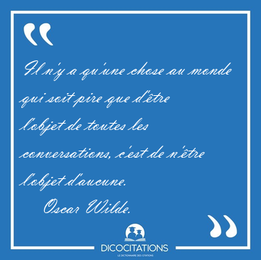 “
Il n'y a qu'une chose au monde
qui soit pire que d'être
l'objet de toutes les
conversations, c'est de n'être
l'objet d'aucune.
Oscar Wilde.
”
DICOCITATIONS
LE DICTIONNAIRE DES CITATIONS